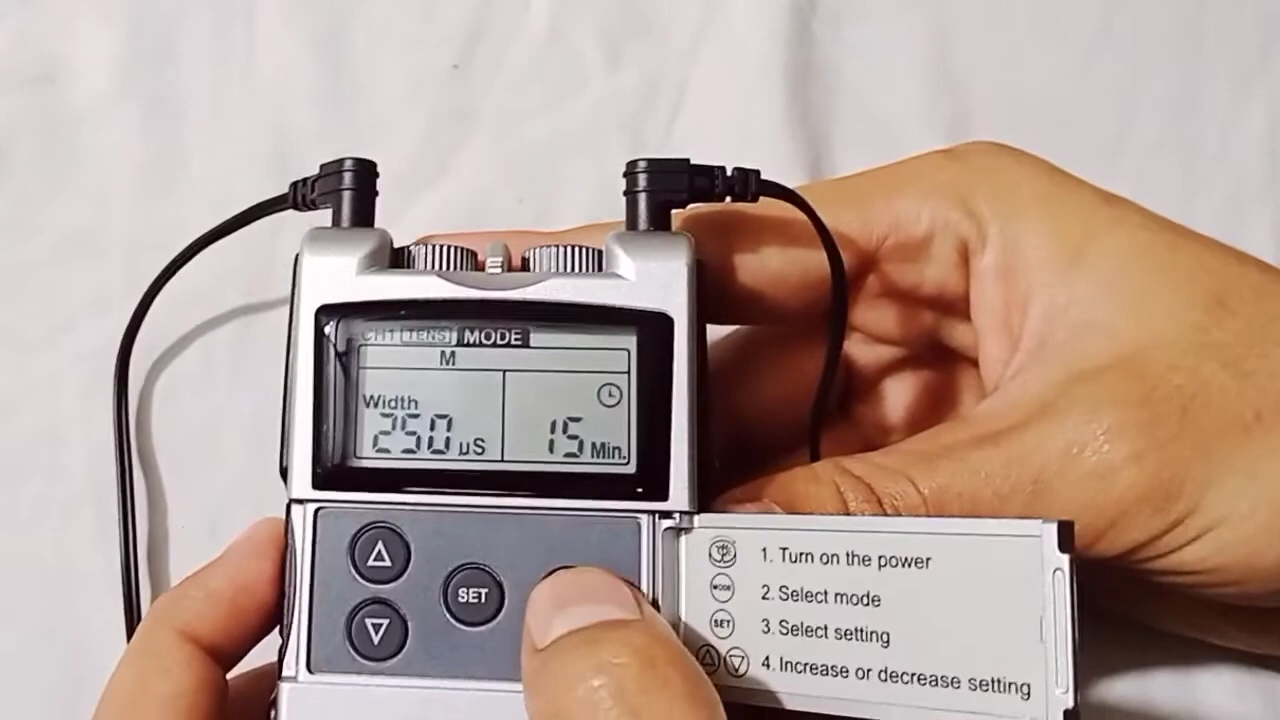 CH1 TENS MODE
M
Width
250 µS
15 Min.
SET
1. Turn on the power
MODE 2. Select mode
SET 3. Select setting
4. Increase or decrease setting